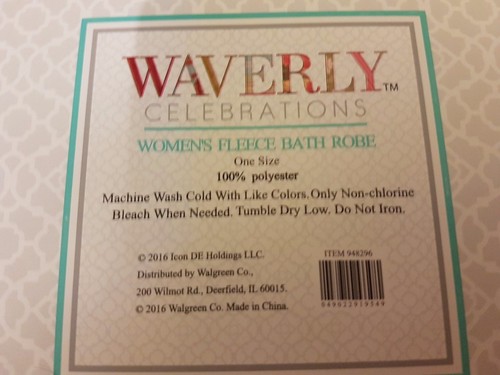 WAVERLY™
CELEBRATIONS
WOMEN'S FLEECE BATH ROBE
One Size
100% polyester
Machine Wash Cold With Like Colors. Only Non-chlorine
Bleach When Needed. Tumble Dry Low. Do Not Iron.
© 2016 Icon DE Holdings LLC.
Distributed by Walgreen Co.,
200 Wilmot Rd., Deerfield, IL 60015.
© 2016 Walgreen Co. Made in China.
ITEM 948296